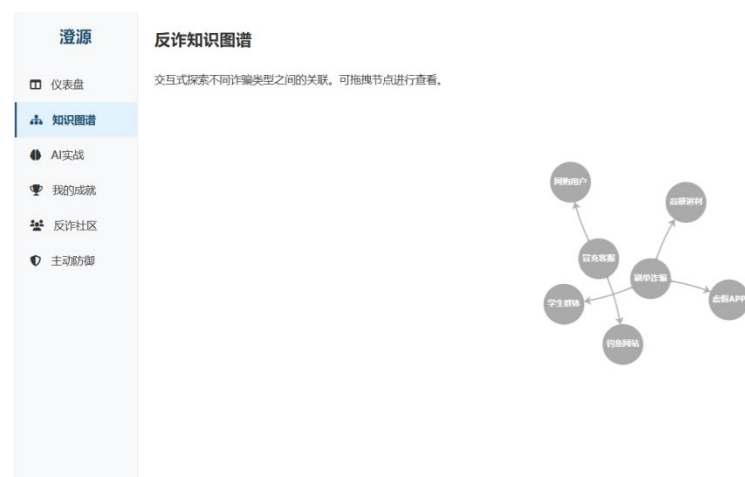 澄源
仪表盘
知识图谱
AI实战
我的成就
反诈社区
主动防御
反诈知识图谱
交互式探索不同诈骗类型之间的关联。可拖拽节点进行查看。
网购用户
高额返利
冒充客服
刷单诈骗
学生群体
虚假APP
钓鱼网站